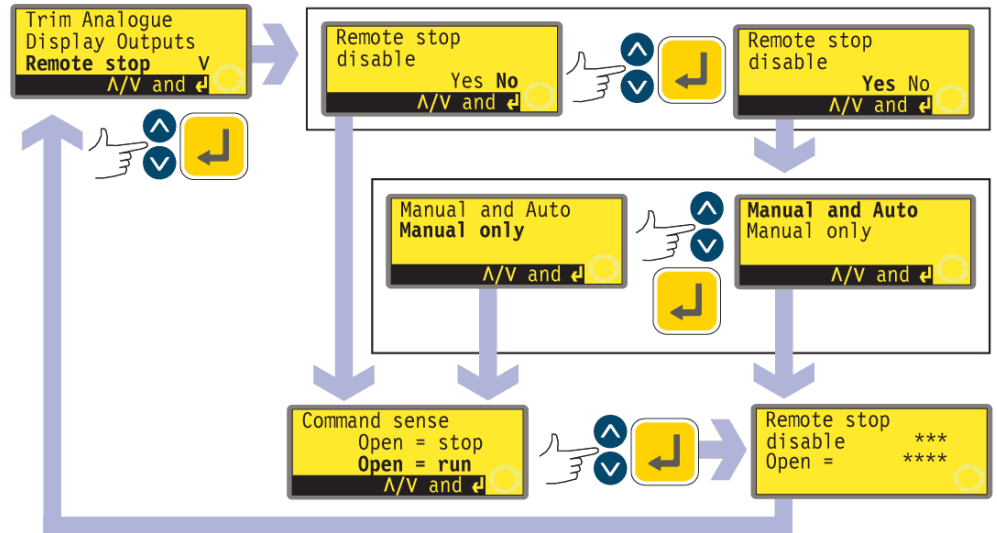 Trim Analogue
Display Outputs
Remote stop V
Λ/V and ↲
Remote stop
disable
Yes No
Λ/V and ↲
Remote stop
disable
Yes No
Λ/V and ↲
Manual and Auto
Manual only
Λ/V and ↲
Manual and Auto
Manual only
Λ/V and ↲
Command sense
Open = stop
Open = run
Λ/V and ↲
Remote stop
disable ***
Open = ****